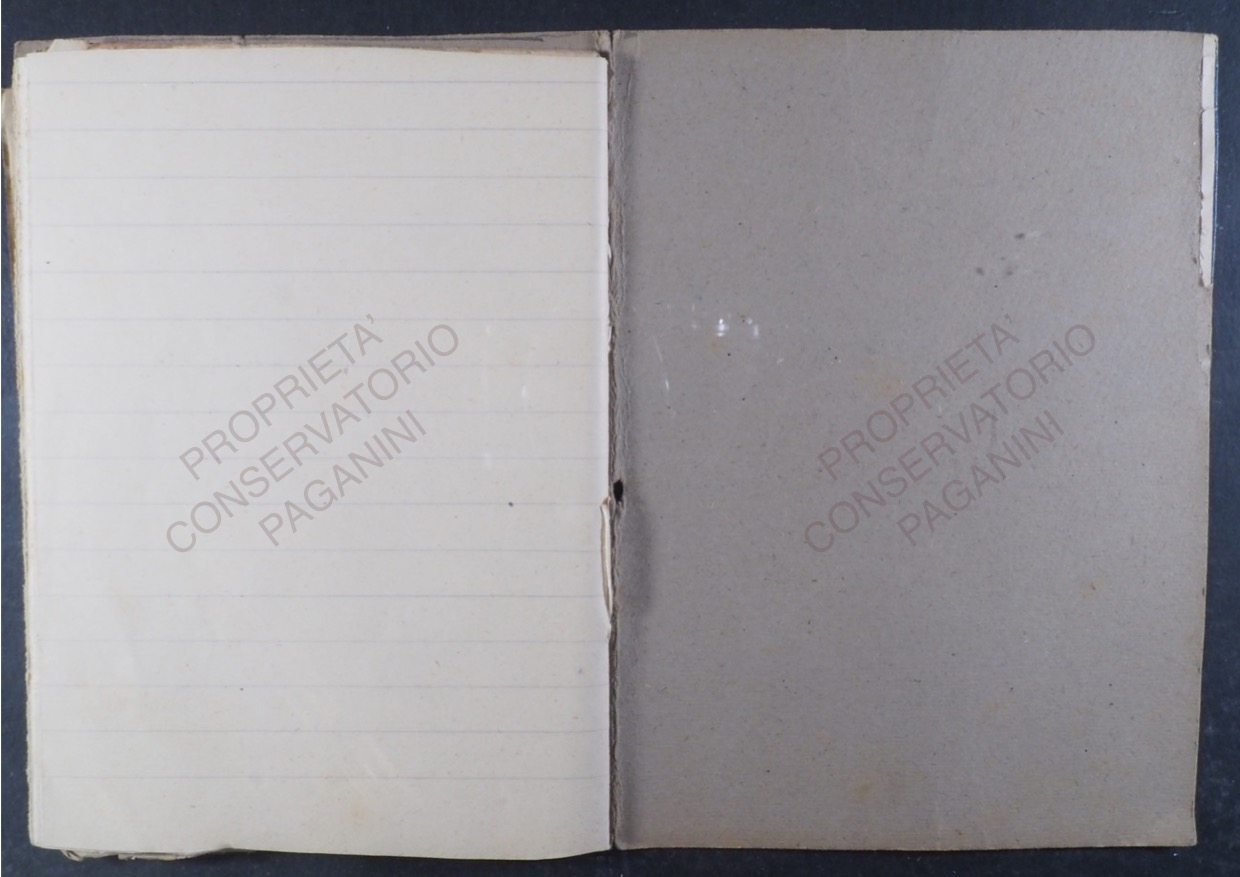 PROPRIETA'
CONSERVATORIO
PAGANINI
PROPRIETA'
CONSERVATORIO
PAGANINI